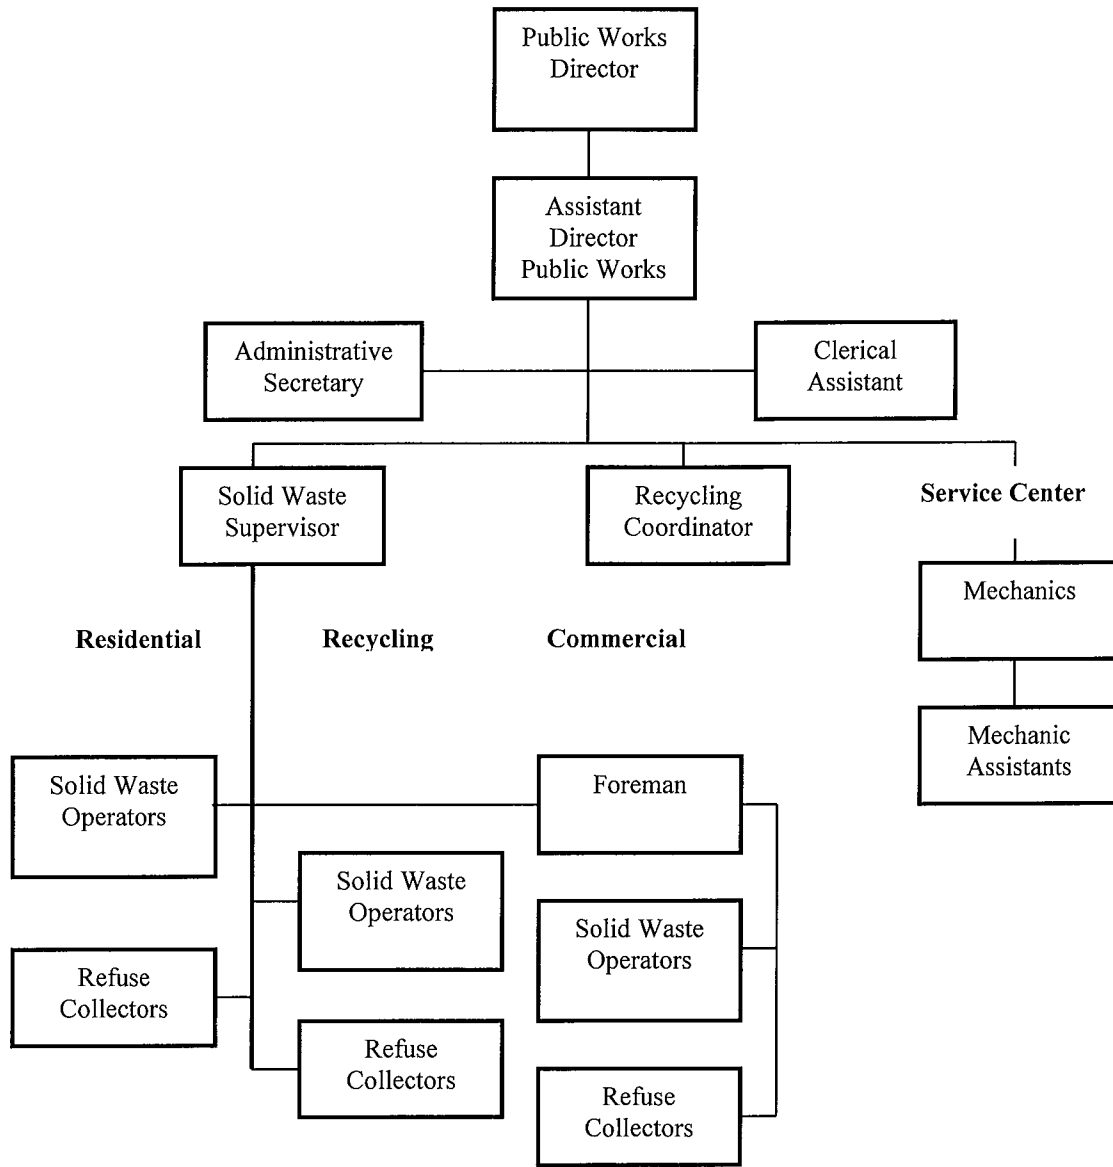 Public Works
Director
Assistant
Director
Public Works
Administrative
Secretary
Clerical
Assistant
Solid Waste
Supervisor
Recycling
Coordinator
Service Center
Mechanics
Residential
Recycling
Commercial
Mechanic
Assistants
Solid Waste
Operators
Foreman
Solid Waste
Operators
Solid Waste
Operators
Refuse
Collectors
Refuse
Collectors
Refuse
Collectors